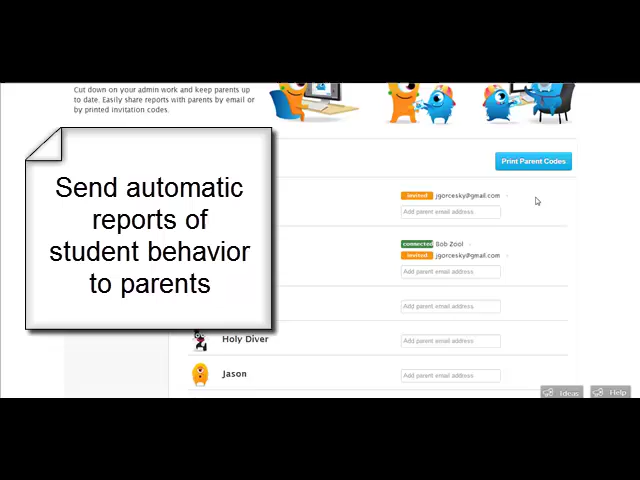 Cut down on your admin work and keep parents up
to date. Easily share reports with parents by email or
by printed invitation codes.
Print Parent Codes
Send automatic
reports of
student behavior
to parents
invited jgorcesky@gmail.com
Add parent email address
connected Bob Zool
invited jgorcesky@gmail.com
Add parent email address
Add parent email address
Holy Diver
Add parent email address
Jason
Add parent email address
Ideas
Help